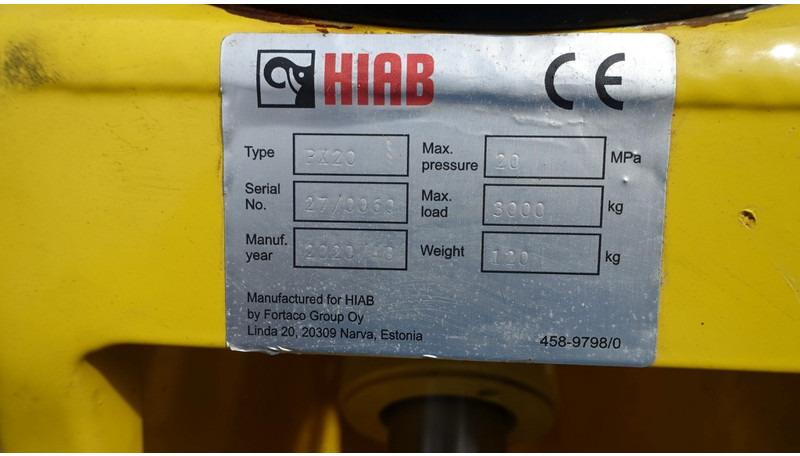 HIAB CE
Type PX20 Max. pressure 20 MPa
Serial No. Max. load 3000 kg
Manuf. year Weight 120 kg
Manufactured for HIAB
by Fortaco Group Oy
Linda 20, 20309 Narva, Estonia
458-9798/0